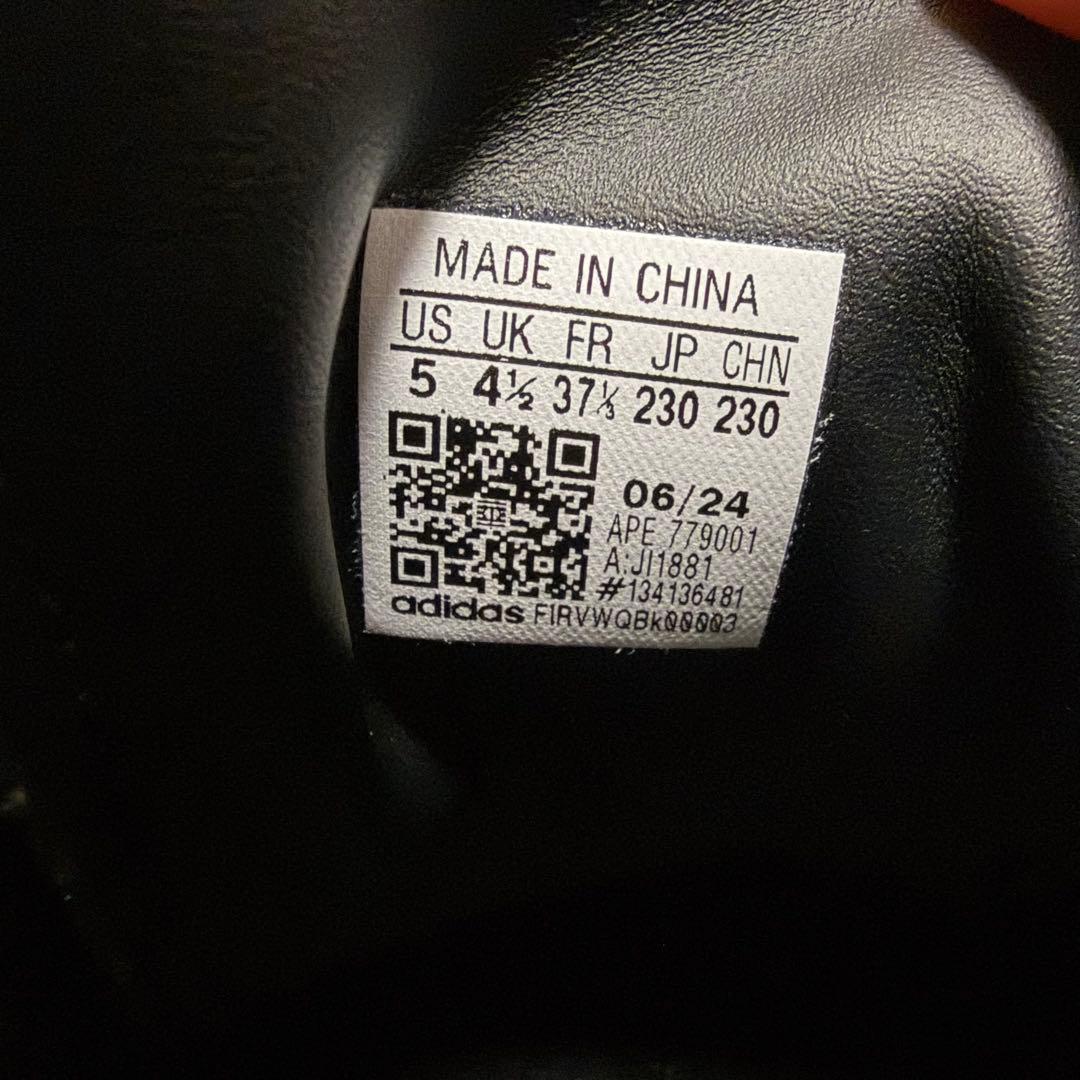 MADE IN CHINA
US UK FR JP CHN
5 4½ 37⅓ 230 230
06/24
APE 779001
A:JI1881
#134136481
adidas FIRVWQBk00003